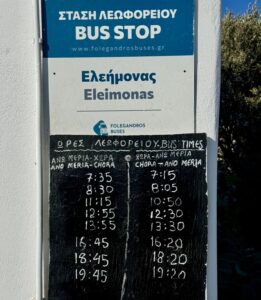 ΣΤΑΣΗ ΛΕΩΦΟΡΕΙΟΥ
BUS STOP
www.folegandrosbuses.gr
Ελεήμονας
Eleimonas
FOLEGANDROS
BUSES
ΩΡΕΣ ΛΕΩΦΟΡΕΙΟΥ BUS TIMES
ΑΝΩ ΜΕΡΙΑ-ΧΩΡΑ ΧΩΡΑ-ΑΝΩ ΜΕΡΙΑ
ANO MERIA-CHORA CHORA-ANO MERIA
7:35 7:15
8:30 8:05
11:15 10:50
12:55 12:30
13:55 13:30
16:45 16:20
18:45 18:20
19:45 19:20